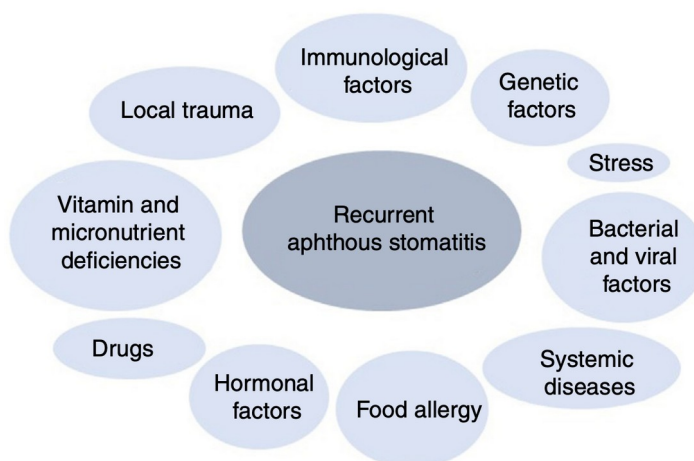 Immunological
factors
Genetic
factors
Local trauma
Stress
Vitamin and
micronutrient
deficiencies
Recurrent
aphthous stomatitis
Bacterial
and viral
factors
Drugs
Hormonal
factors
Food allergy
Systemic
diseases